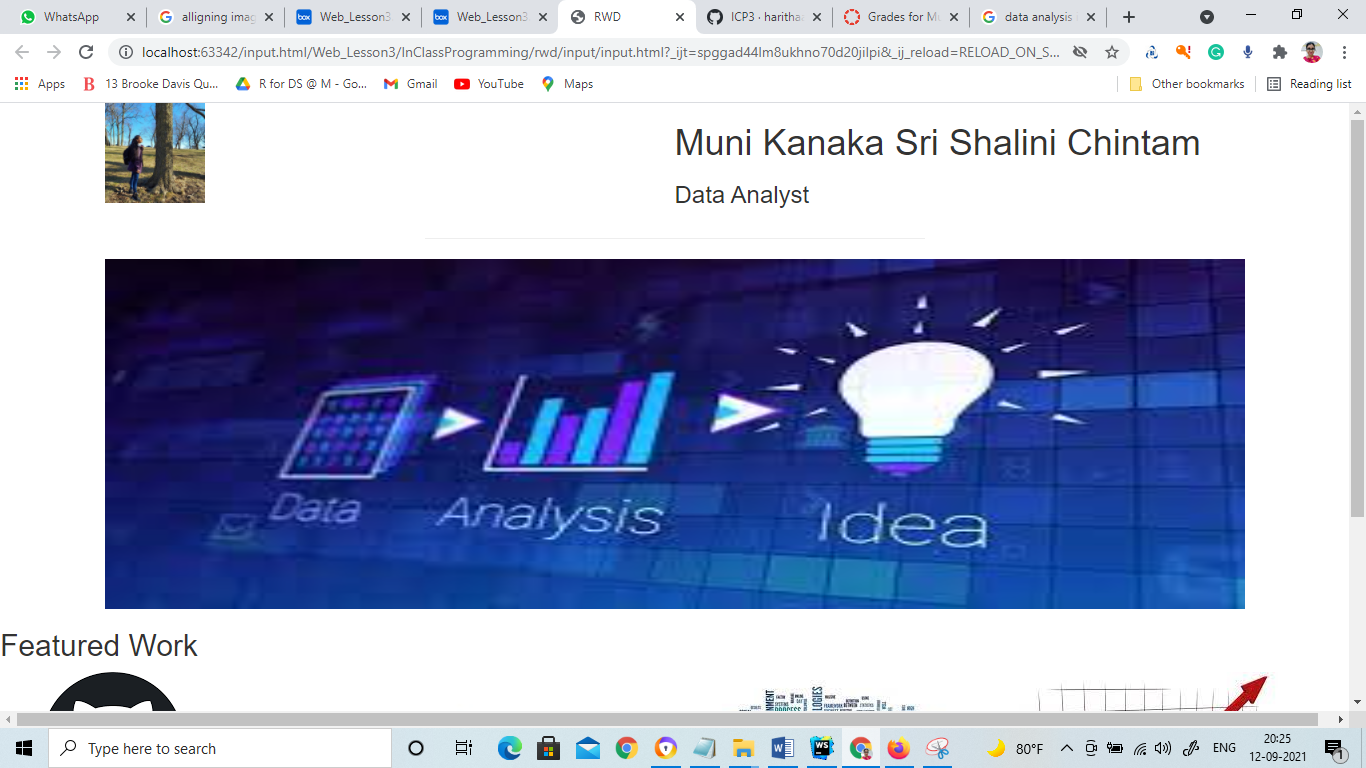 WhatsApp
alligning imag
Web_Lesson3
Web_Lesson3
RWD
ICP3 · haritha
Grades for Mu
data analysis
localhost:63342/input.html/Web_Lesson3/InClassProgramming/rwd/input/input.html?_ijt=spggad44lm8ukhno70d20jilpi&_ij_reload=RELOAD_ON_S...
Apps
B
13 Brooke Davis Qu...
R for DS @ M - Go...
Gmail
YouTube
Maps
Other bookmarks
Reading list
Muni Kanaka Sri Shalini Chintam
Data Analyst
Data
Analysis
Idea
Featured Work
Type here to search
80°F
ENG
20:25
12-09-2021
1